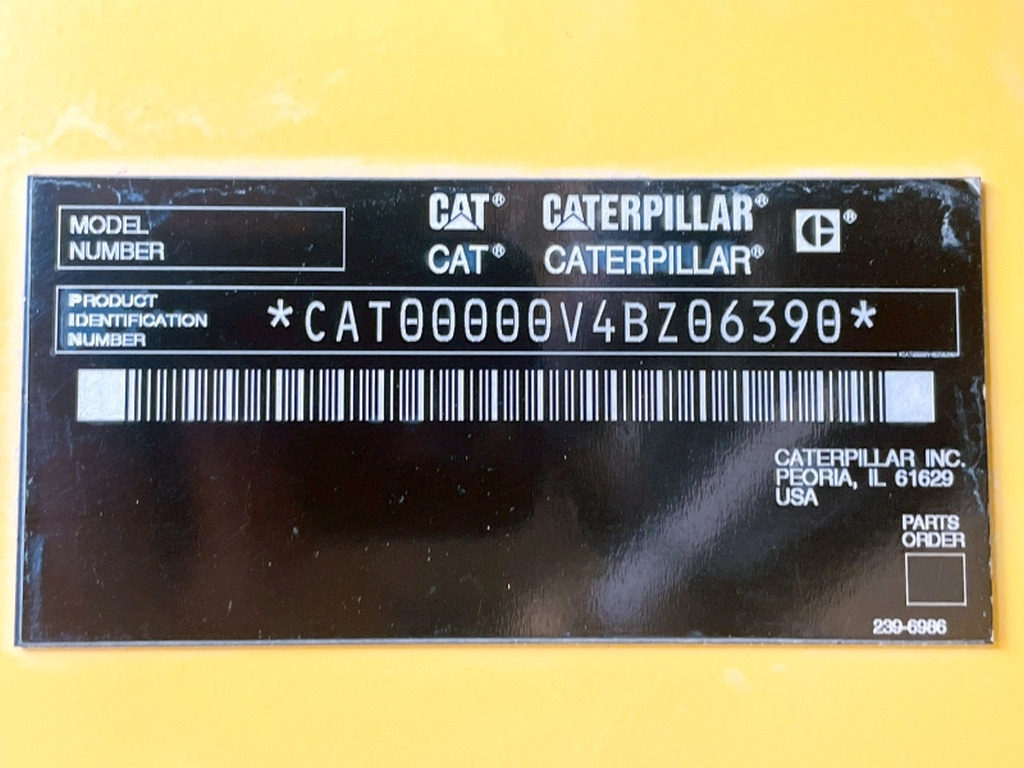 MODEL
NUMBER
CAT® CATERPILLAR® ®
CAT® CATERPILLAR®
PRODUCT
IDENTIFICATION
NUMBER
*CAT00000V4BZ06390*
CATERPILLAR INC.
PEORIA, IL 61629
USA
PARTS
ORDER
239-6986